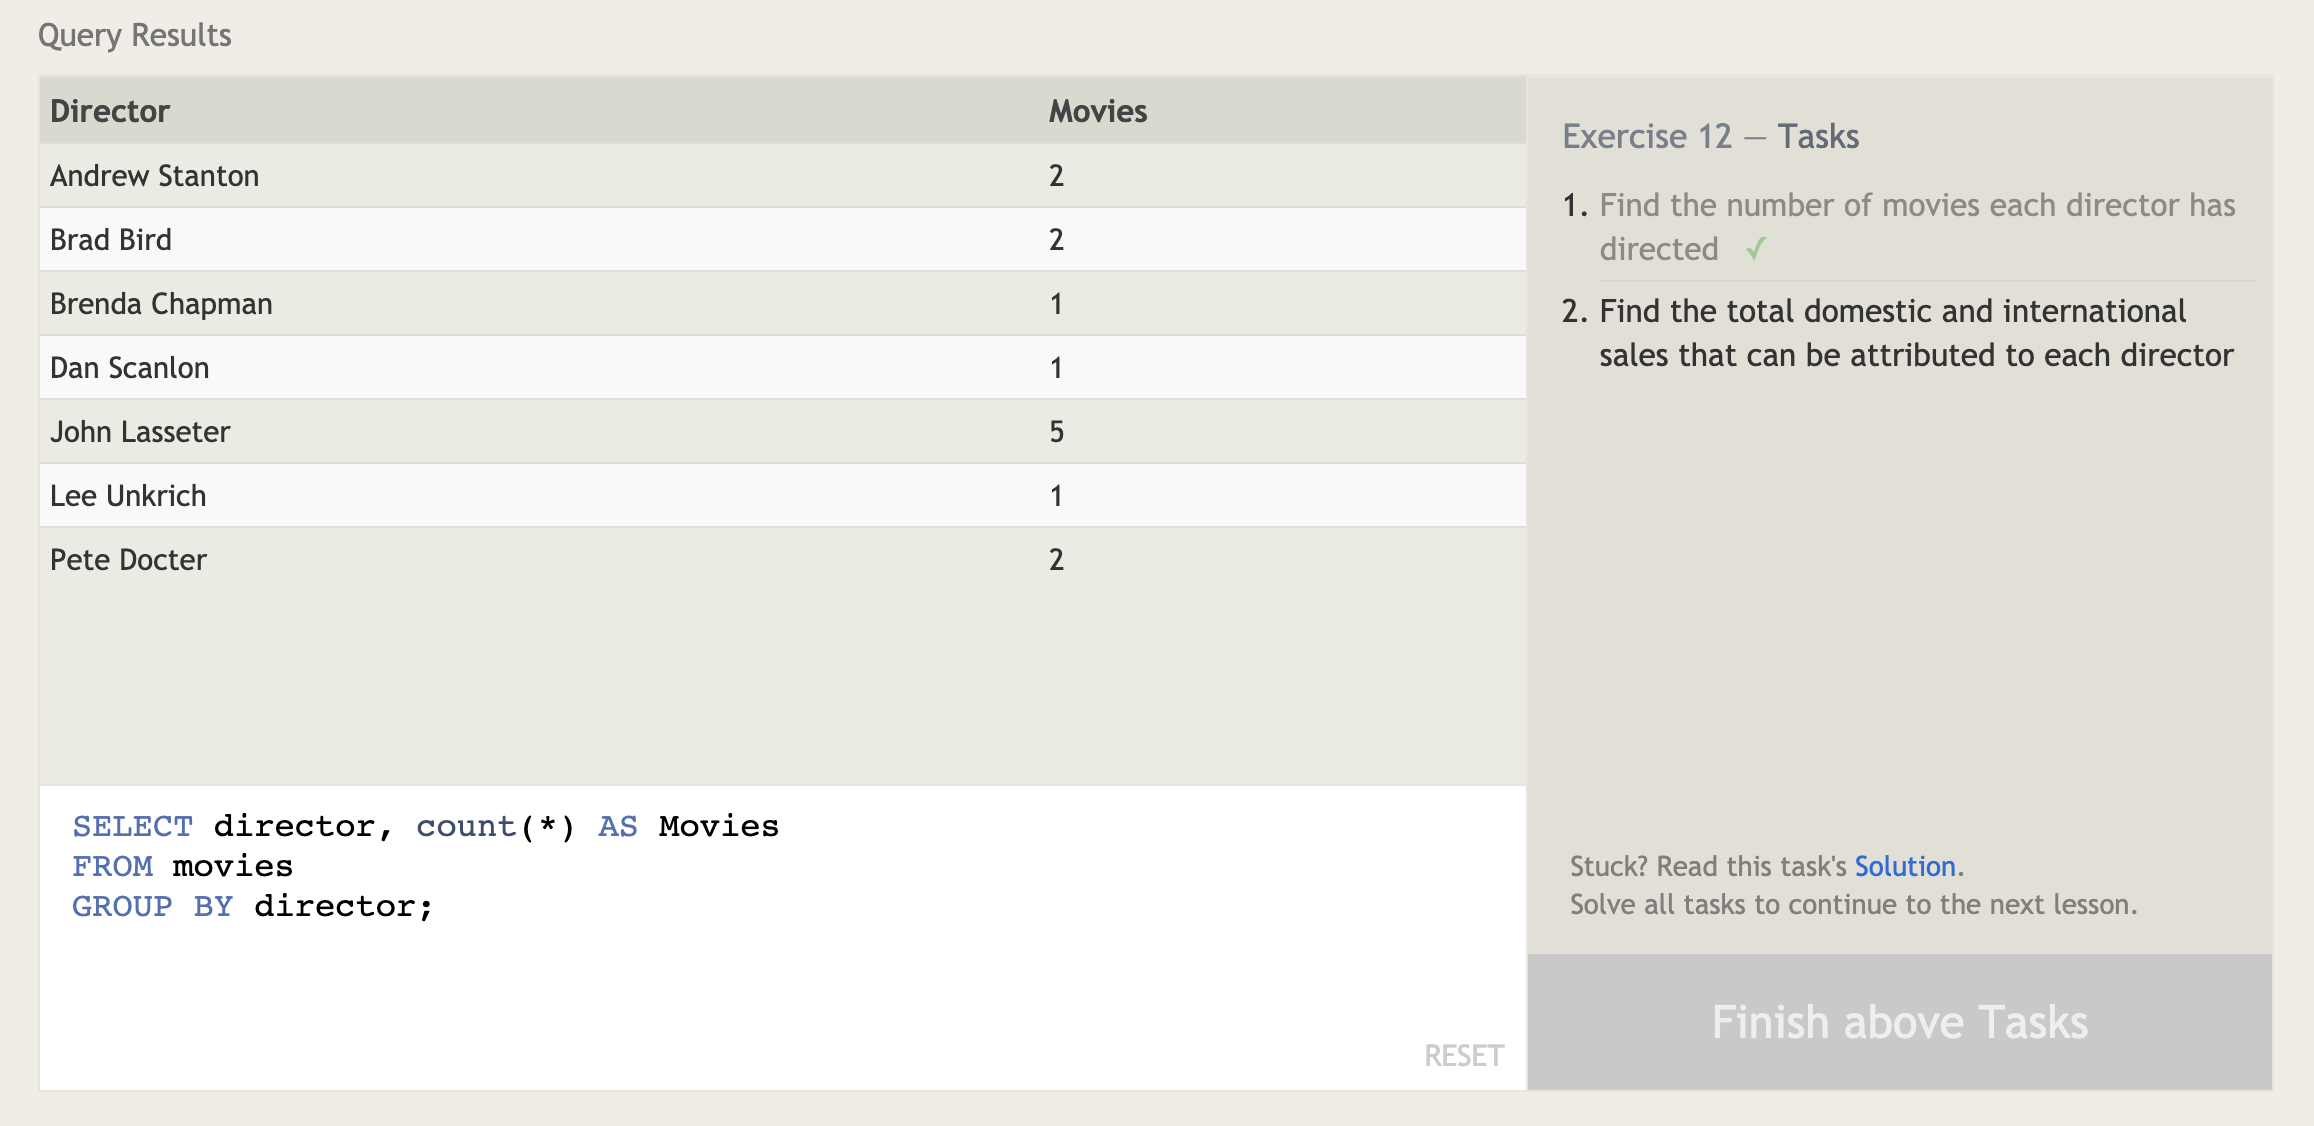 Query Results
Director Movies
Andrew Stanton 2
Brad Bird 2
Brenda Chapman 1
Dan Scanlon 1
John Lasseter 5
Lee Unkrich 1
Pete Docter 2
SELECT director, count(*) AS Movies
FROM movies
GROUP BY director;
RESET
Exercise 12 — Tasks
1. Find the number of movies each director has
directed ✓
2. Find the total domestic and international
sales that can be attributed to each director
Stuck? Read this task's Solution.
Solve all tasks to continue to the next lesson.
Finish above Tasks